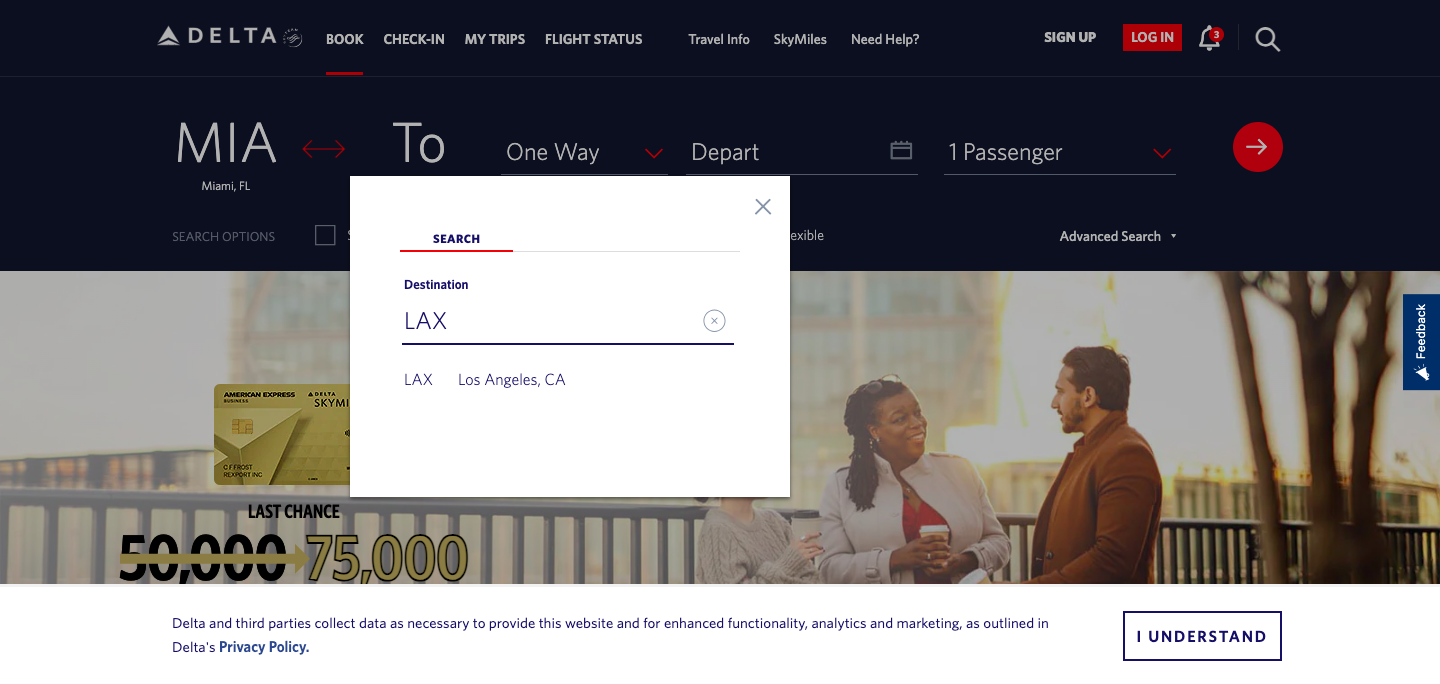 DELTA
BOOK
CHECK-IN
MY TRIPS
FLIGHT STATUS
Travel Info
SkyMiles
Need Help?
SIGN UP
LOG IN
3
MIA
Miami, FL
To
One Way
Depart
1 Passenger
SEARCH OPTIONS
exible
Advanced Search
SEARCH
Destination
LAX
LAX Los Angeles, CA
Feedback
AMERICAN EXPRESS
BUSINESS
DELTA
SKYMI
C F FROST
REXPORT INC
LAST CHANCE
50,000 75,000
Delta and third parties collect data as necessary to provide this website and for enhanced functionality, analytics and marketing, as outlined in
Delta's Privacy Policy.
I UNDERSTAND